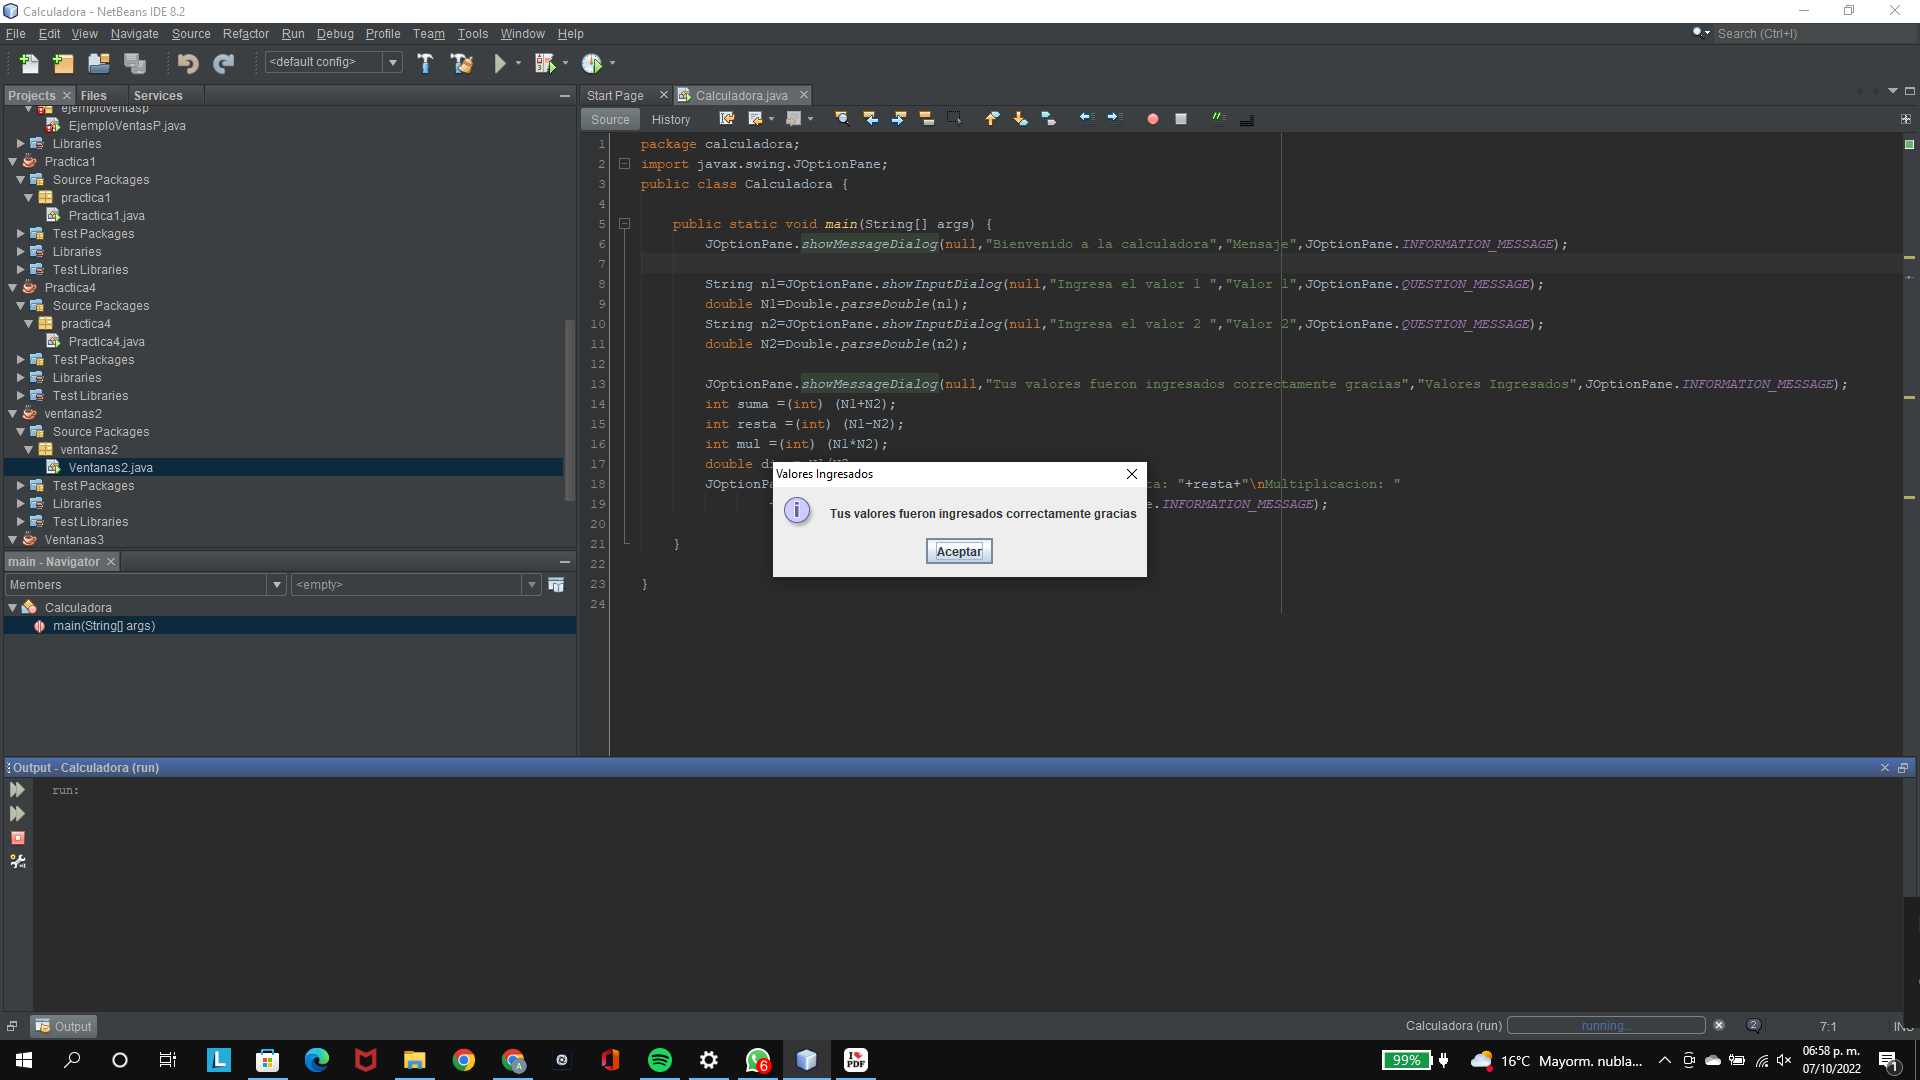 Calculadora - NetBeans IDE 8.2
File Edit View Navigate Source Refactor Run Debug Profile Team Tools Window Help
Search (Ctrl+I)
<default config>
Projects Files Services
ejemploventasp
EjemploVentasP.java
Libraries
Practica1
Source Packages
practica1
Practica1.java
Test Packages
Libraries
Test Libraries
Practica4
Source Packages
practica4
Practica4.java
Test Packages
Libraries
Test Libraries
ventanas2
Source Packages
ventanas2
Ventanas2.java
Test Packages
Libraries
Test Libraries
Ventanas3
main - Navigator
Members <empty>
Calculadora
main(String[] args)
Start Page Calculadora.java
Source History
1 package calculadora;
2 import javax.swing.JOptionPane;
3 public class Calculadora {
4
5 public static void main(String[] args) {
6 JOptionPane.showMessageDialog(null,"Bienvenido a la calculadora","Mensaje",JOptionPane.INFORMATION_MESSAGE);
7
8 String n1=JOptionPane.showInputDialog(null,"Ingresa el valor 1 ","Valor 1",JOptionPane.QUESTION_MESSAGE);
9 double N1=Double.parseDouble(n1);
10 String n2=JOptionPane.showInputDialog(null,"Ingresa el valor 2 ","Valor 2",JOptionPane.QUESTION_MESSAGE);
11 double N2=Double.parseDouble(n2);
12
13 JOptionPane.showMessageDialog(null,"Tus valores fueron ingresados correctamente gracias","Valores Ingresados",JOptionPane.INFORMATION_MESSAGE);
14 int suma =(int) (N1+N2);
15 int resta =(int) (N1-N2);
16 int mul =(int) (N1*N2);
17 double
18 JOptionPa ta: "+resta+"\nMultiplicacion: "
19 e.INFORMATION_MESSAGE);
20
21 }
22
23 }
24
Valores Ingresados
Tus valores fueron ingresados correctamente gracias
Aceptar
Output - Calculadora (run)
run:
Output
Calculadora (run) running... 2 7:1 INS
L A I PDF 6
99% 16°C Mayorm. nubla...
06:58 p. m.
07/10/2022
1